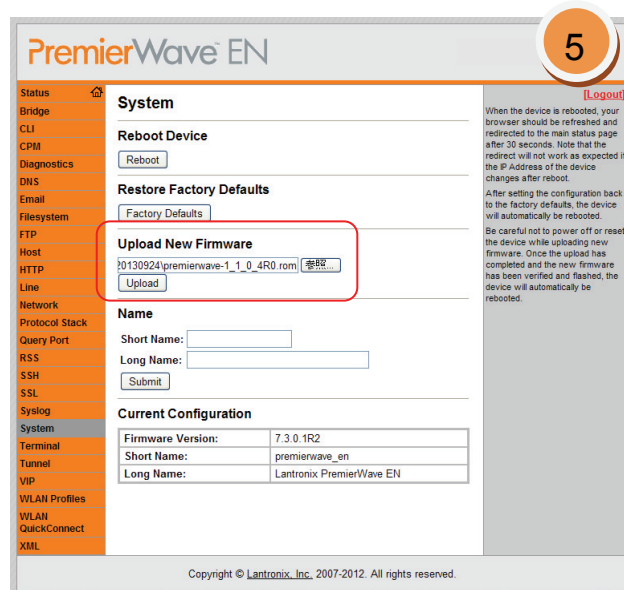 PremierWave™ EN
5
Status
Bridge
CLI
CPM
Diagnostics
DNS
Email
Filesystem
FTP
Host
HTTP
Line
Network
Protocol Stack
Query Port
RSS
SSH
SSL
Syslog
System
Terminal
Tunnel
VIP
WLAN Profiles
WLAN
QuickConnect
XML
System
Reboot Device
Reboot
Restore Factory Defaults
Factory Defaults
Upload New Firmware
20130924\premierwave-1_1_0_4R0.rom 参照...
Upload
Name
Short Name:
Long Name:
Submit
Current Configuration
Firmware Version: 7.3.0.1R2
Short Name: premierwave_en
Long Name: Lantronix PremierWave EN
[Logout]
When the device is rebooted, your
browser should be refreshed and
redirected to the main status page
after 30 seconds. Note that the
redirect will not work as expected if
the IP Address of the device
changes after reboot.
After setting the configuration back
to the factory defaults, the device
will automatically be rebooted.
Be careful not to power off or reset
the device while uploading new
firmware. Once the upload has
completed and the new firmware
has been verified and flashed, the
device will automatically be
rebooted.
Copyright © Lantronix, Inc. 2007-2012. All rights reserved.